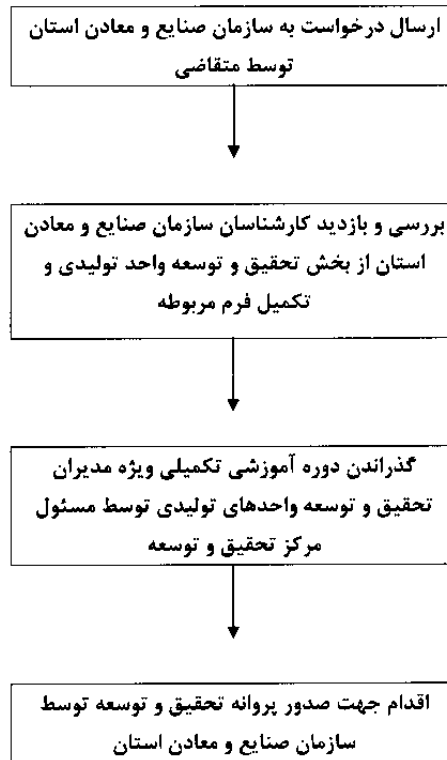 ارسال درخواست به سازمان صنایع و معادن استان
توسط متقاضی
بررسی و بازدید کارشناسان سازمان صنایع و معادن
استان از بخش تحقیق و توسعه واحد تولیدی و
تکمیل فرم مربوطه
گذراندن دوره آموزشی تکمیلی ویژه مدیران
تحقیق و توسعه واحدهای تولیدی توسط مسئول
مرکز تحقیق و توسعه
اقدام جهت صدور پروانه تحقیق و توسعه توسط
سازمان صنایع و معادن استان